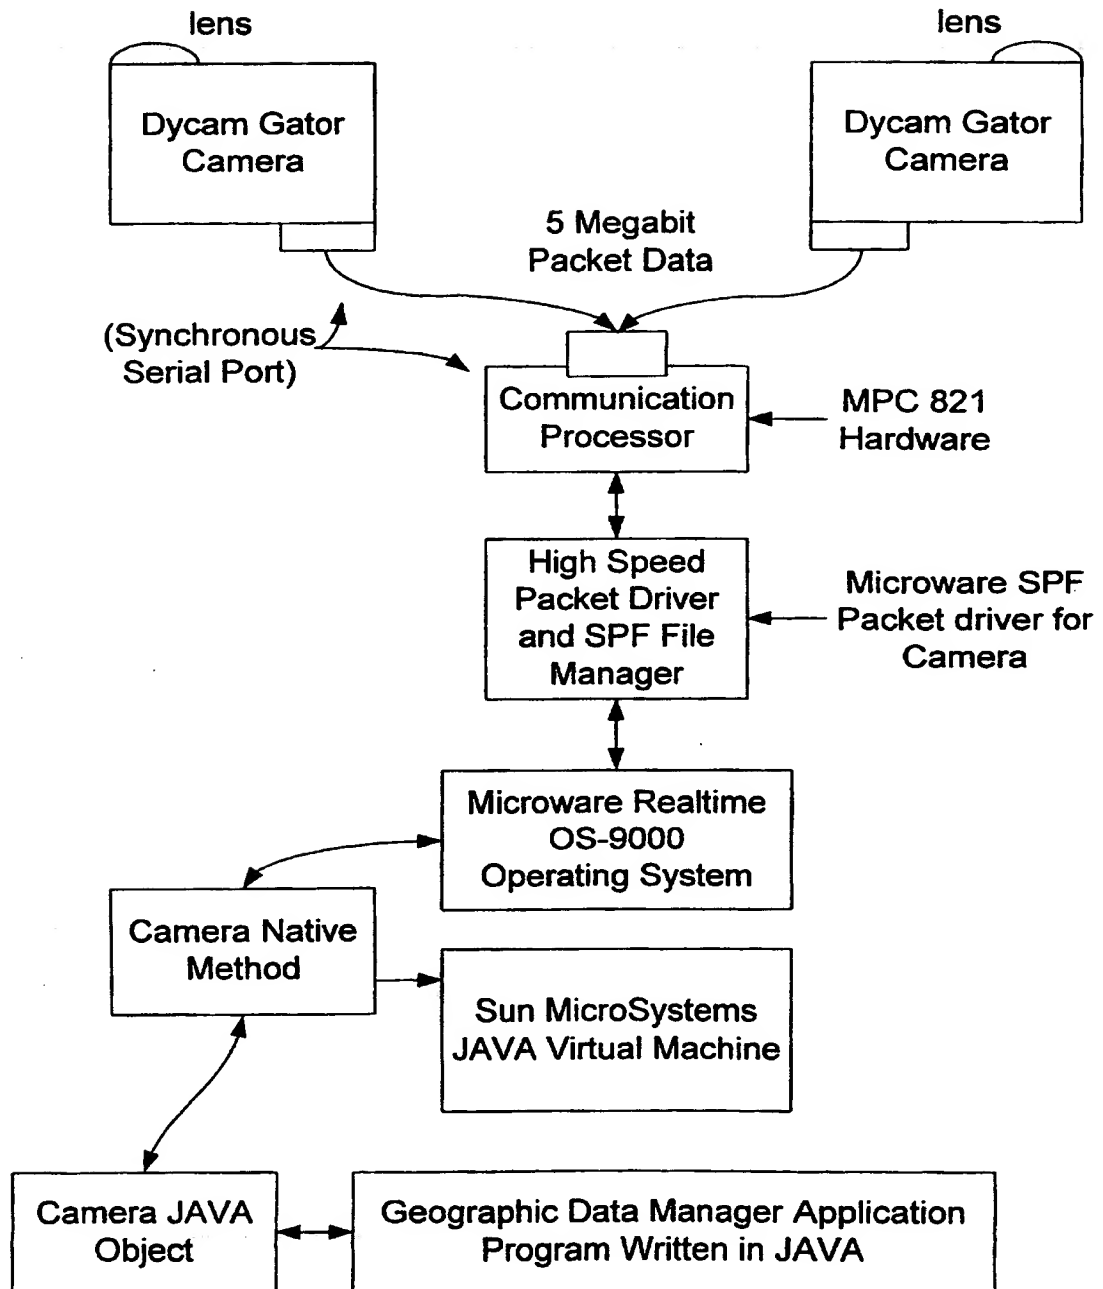 lens
lens
Dycam Gator
Camera
Dycam Gator
Camera
5 Megabit
Packet Data
(Synchronous
Serial Port)
Communication
Processor
MPC 821
Hardware
High Speed
Packet Driver
and SPF File
Manager
Microware SPF
Packet driver for
Camera
Microware Realtime
OS-9000
Operating System
Camera Native
Method
Sun MicroSystems
JAVA Virtual Machine
Camera JAVA
Object
Geographic Data Manager Application
Program Written in JAVA